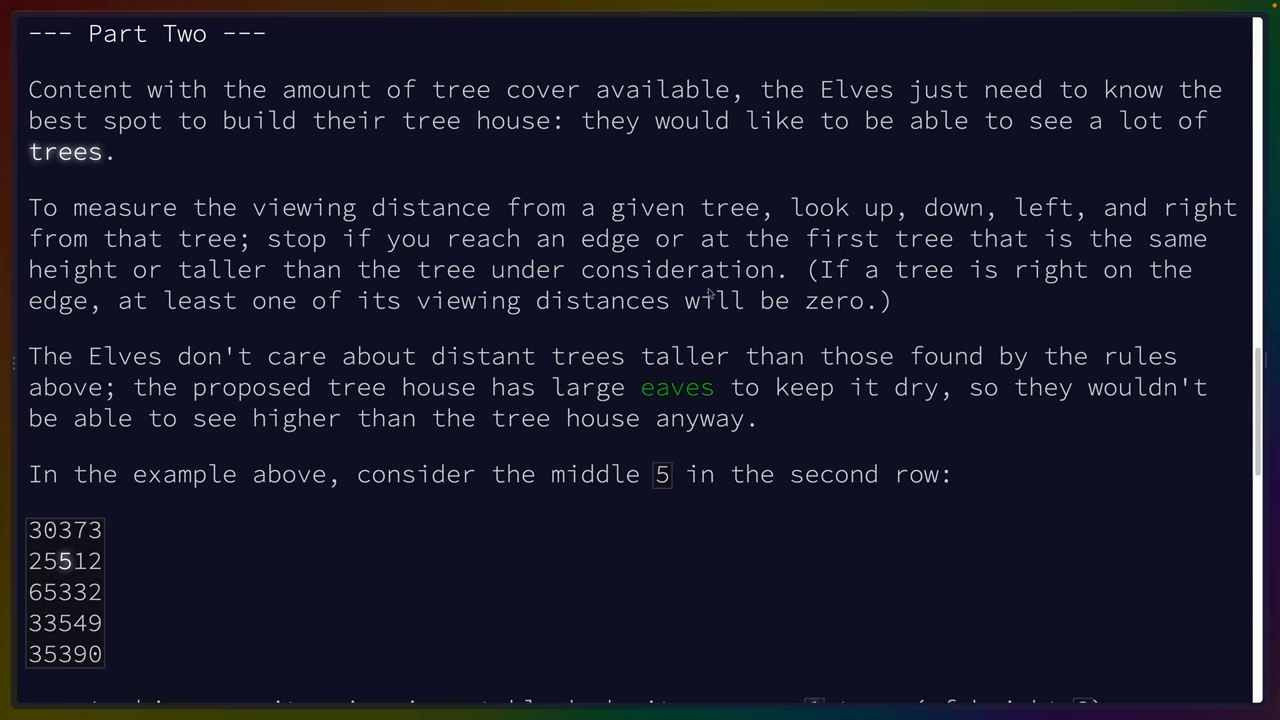 --- Part Two ---
Content with the amount of tree cover available, the Elves just need to know the
best spot to build their tree house: they would like to be able to see a lot of
trees.
To measure the viewing distance from a given tree, look up, down, left, and right
from that tree; stop if you reach an edge or at the first tree that is the same
height or taller than the tree under consideration. (If a tree is right on the
edge, at least one of its viewing distances will be zero.)
The Elves don't care about distant trees taller than those found by the rules
above; the proposed tree house has large eaves to keep it dry, so they wouldn't
be able to see higher than the tree house anyway.
In the example above, consider the middle 5 in the second row:
30373
25512
65332
33549
35390